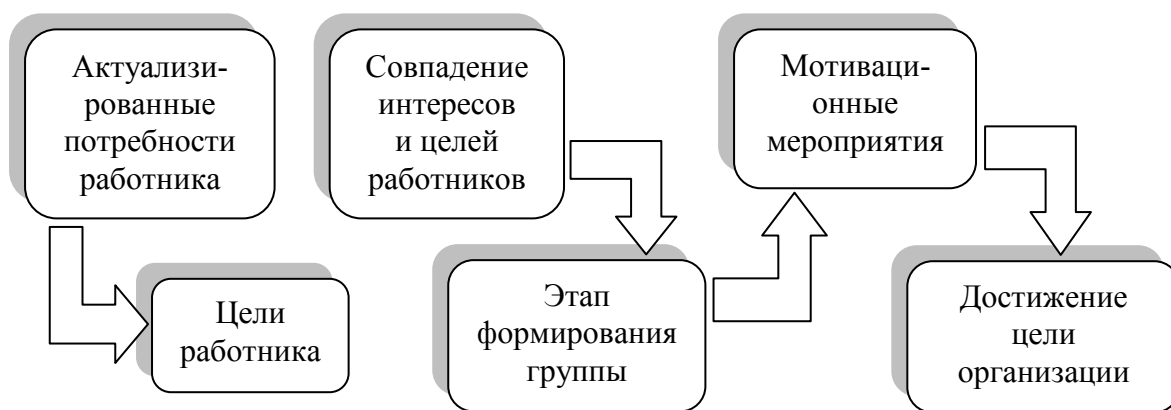 Актуализи-
рованные
потребности
работника
Цели
работника
Совпадение
интересов
и целей
работников
Этап
формирования
группы
Мотиваци-
онные
мероприятия
Достижение
цели
организации